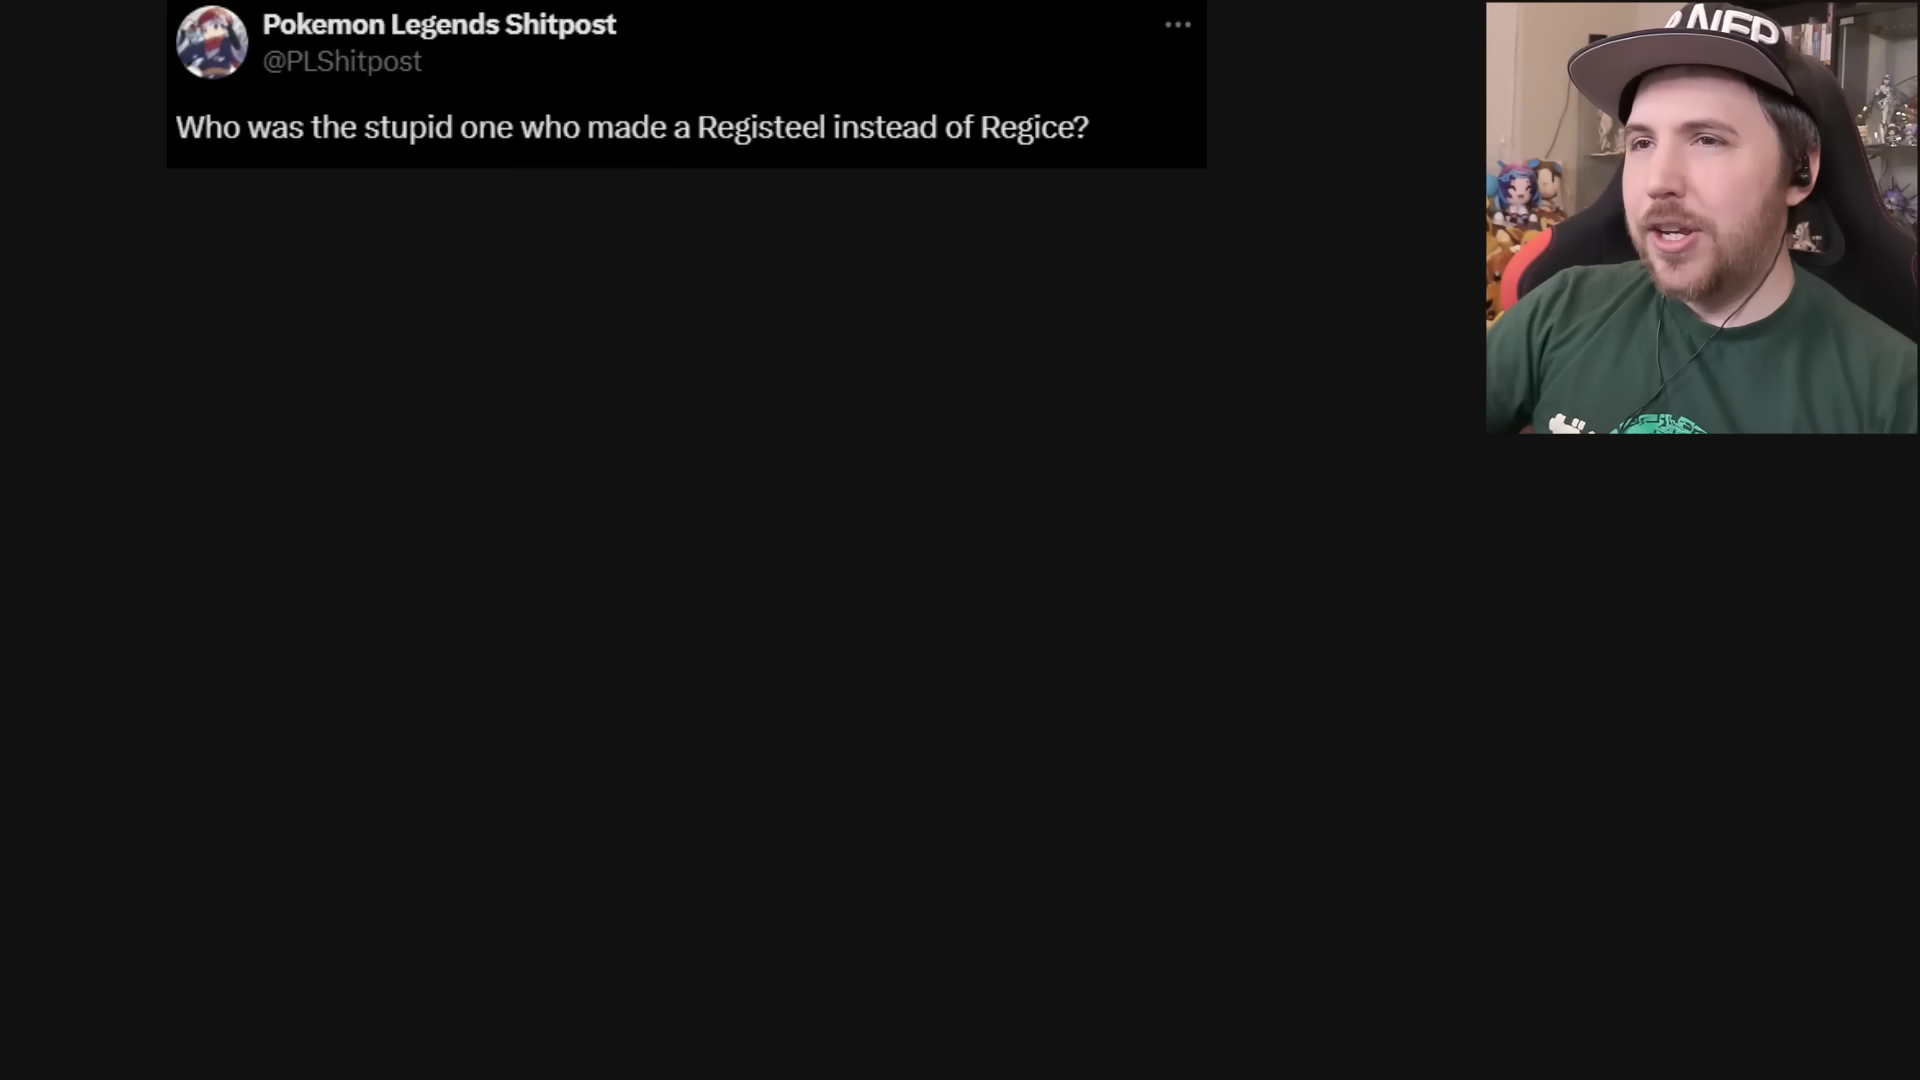 Pokemon Legends Shitpost
@PLShitpost
Who was the stupid one who made a Registeel instead of Regice?